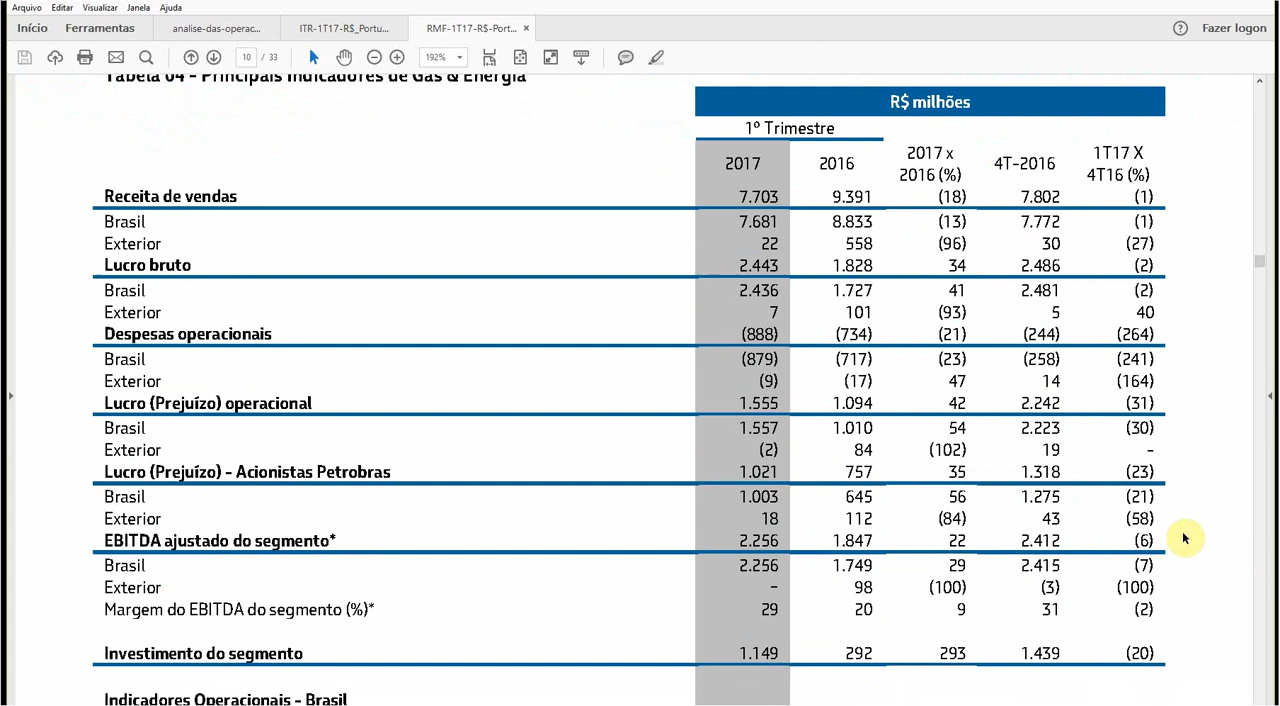 Arquivo Editar Visualizar Janela Ajuda
Início Ferramentas analise-das-operac... ITR-1T17-R$_Portu... RMF-1T17-R$-Port... × Fazer logon
10 / 33 192%
Tabela 04 - Principais Indicadores de Gás & Energia
R$ milhões
1º Trimestre
2017 2016 2017 x 2016 (%) 4T-2016 1T17 X 4T16 (%)
Receita de vendas 7.703 9.391 (18) 7.802 (1)
Brasil 7.681 8.833 (13) 7.772 (1)
Exterior 22 558 (96) 30 (27)
Lucro bruto 2.443 1.828 34 2.486 (2)
Brasil 2.436 1.727 41 2.481 (2)
Exterior 7 101 (93) 5 40
Despesas operacionais (888) (734) (21) (244) (264)
Brasil (879) (717) (23) (258) (241)
Exterior (9) (17) 47 14 (164)
Lucro (Prejuízo) operacional 1.555 1.094 42 2.242 (31)
Brasil 1.557 1.010 54 2.223 (30)
Exterior (2) 84 (102) 19 -
Lucro (Prejuízo) - Acionistas Petrobras 1.021 757 35 1.318 (23)
Brasil 1.003 645 56 1.275 (21)
Exterior 18 112 (84) 43 (58)
EBITDA ajustado do segmento* 2.256 1.847 22 2.412 (6)
Brasil 2.256 1.749 29 2.415 (7)
Exterior - 98 (100) (3) (100)
Margem do EBITDA do segmento (%)* 29 20 9 31 (2)
Investimento do segmento 1.149 292 293 1.439 (20)
Indicadores Operacionais - Brasil